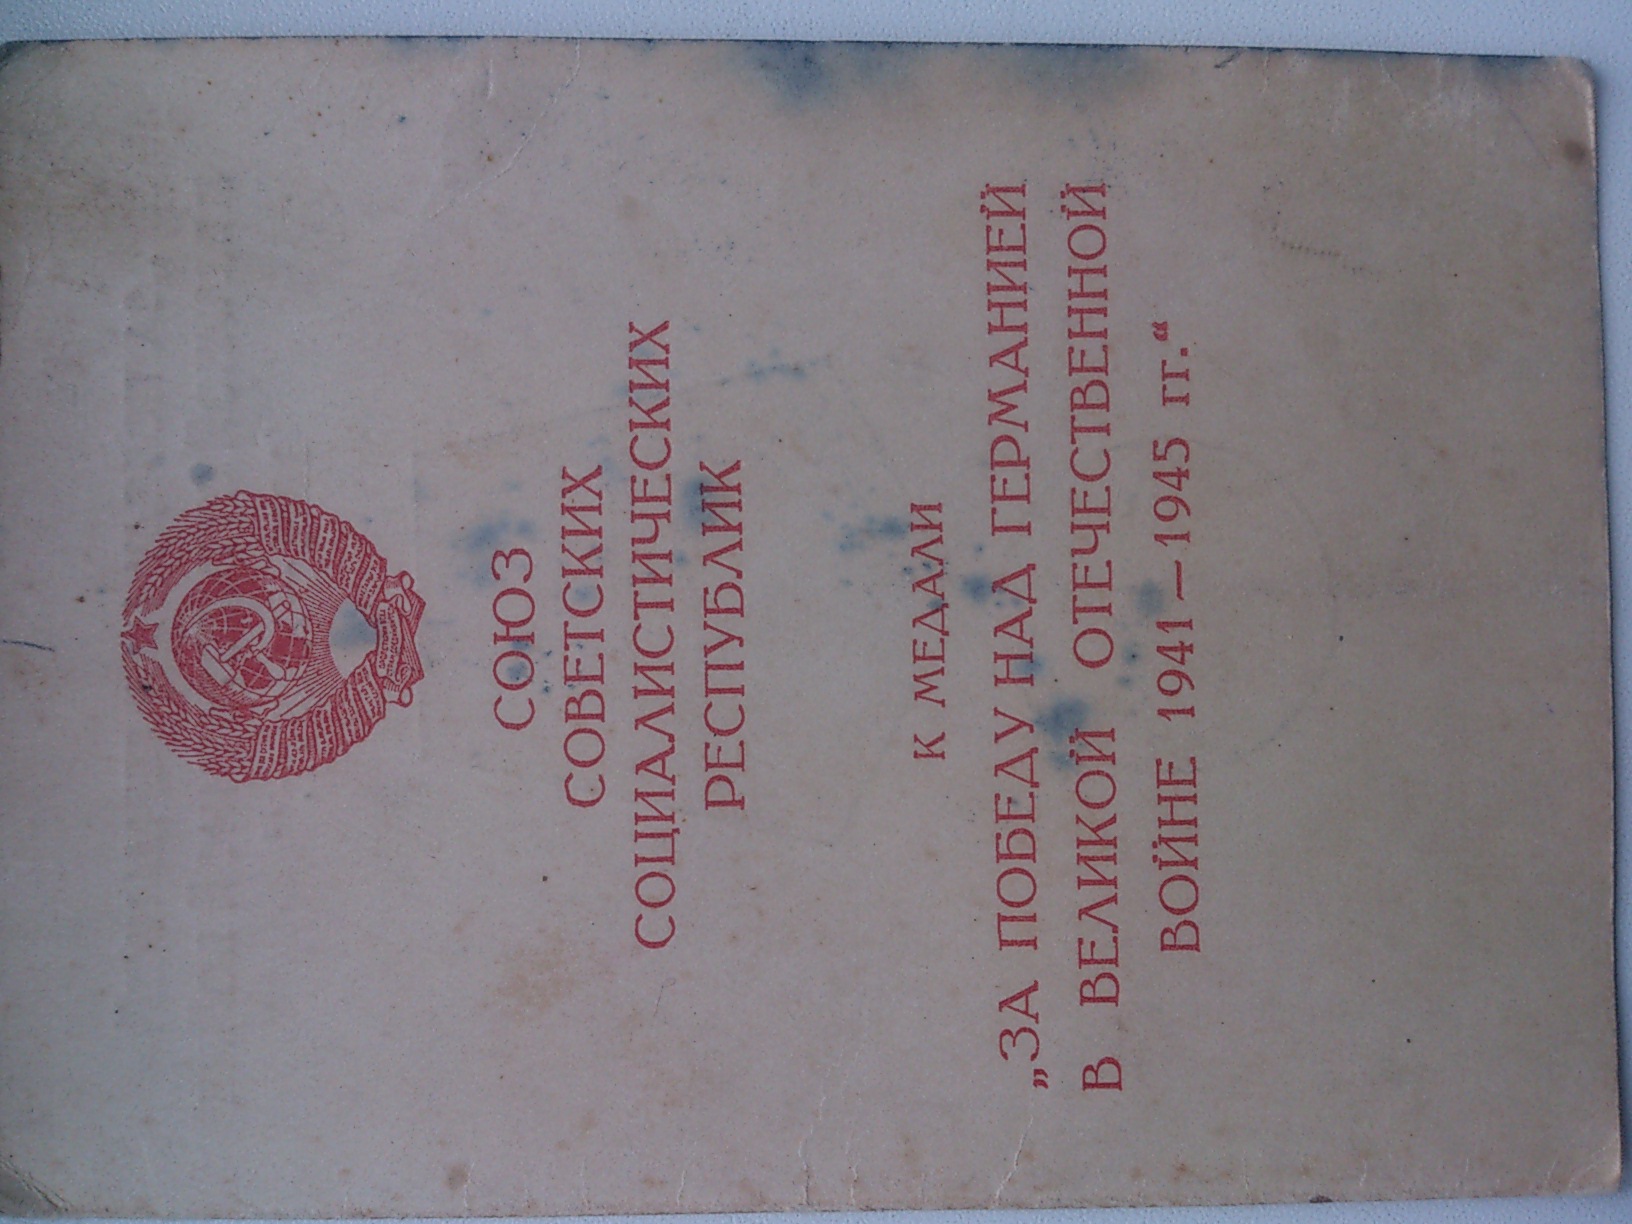 СОЮЗ
СОВЕТСКИХ
СОЦИАЛИСТИЧЕСКИХ
РЕСПУБЛИК
К МЕДАЛИ
„ЗА ПОБЕДУ НАД ГЕРМАНИЕЙ
В ВЕЛИКОЙ ОТЕЧЕСТВЕННОЙ
ВОЙНЕ 1941—1945 гг.“